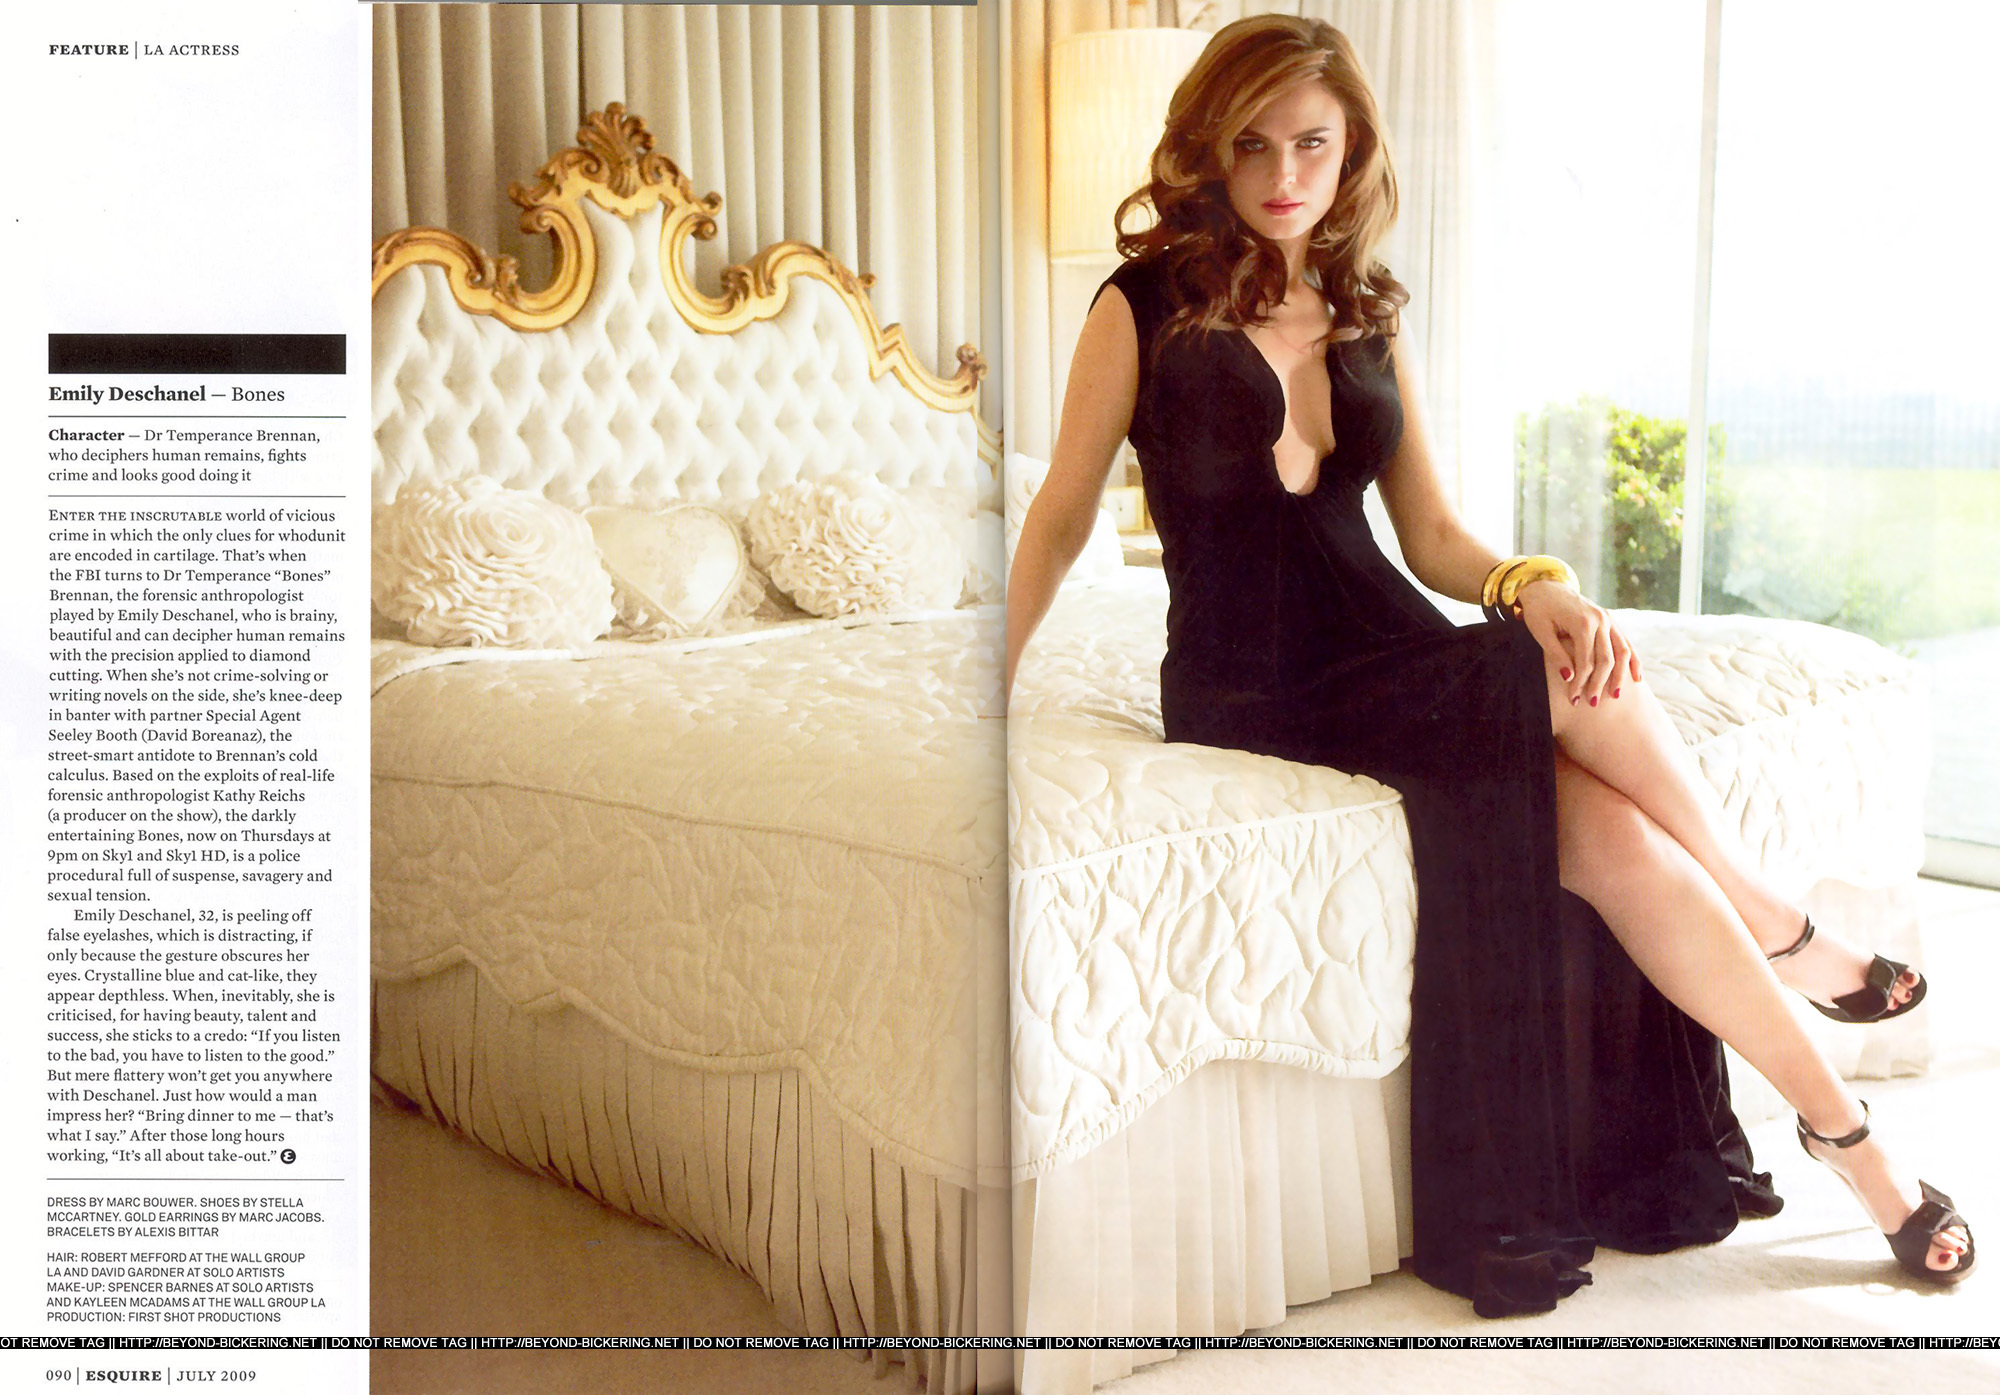 FEATURE | LA ACTRESS
Emily Deschanel — Bones
Character — Dr Temperance Brennan,
who deciphers human remains, fights
crime and looks good doing it
ENTER THE INSCRUTABLE world of vicious
crime in which the only clues for whodunit
are encoded in cartilage. That's when
the FBI turns to Dr Temperance “Bones”
Brennan, the forensic anthropologist
played by Emily Deschanel, who is brainy,
beautiful and can decipher human remains
with the precision applied to diamond
cutting. When she's not crime-solving or
writing novels on the side, she's knee-deep
in banter with partner Special Agent
Seeley Booth (David Boreanaz), the
street-smart antidote to Brennan's cold
calculus. Based on the exploits of real-life
forensic anthropologist Kathy Reichs
(a producer on the show), the darkly
entertaining Bones, now on Thursdays at
9pm on Sky1 and Sky1 HD, is a police
procedural full of suspense, savagery and
sexual tension.
Emily Deschanel, 32, is peeling off
false eyelashes, which is distracting, if
only because the gesture obscures her
eyes. Crystalline blue and cat-like, they
appear depthless. When, inevitably, she is
criticised, for having beauty, talent and
success, she sticks to a credo: “If you listen
to the bad, you have to listen to the good.”
But mere flattery won't get you anywhere
with Deschanel. Just how would a man
impress her? “Bring dinner to me — that's
what I say.” After those long hours
working, “It's all about take-out.”
DRESS BY MARC BOUWER. SHOES BY STELLA
MCCARTNEY. GOLD EARRINGS BY MARC JACOBS.
BRACELETS BY ALEXIS BITTAR
HAIR: ROBERT MEFFORD AT THE WALL GROUP
LA AND DAVID GARDNER AT SOLO ARTISTS
MAKE-UP: SPENCER BARNES AT SOLO ARTISTS
AND KAYLEEN MCADAMS AT THE WALL GROUP LA
PRODUCTION: FIRST SHOT PRODUCTIONS
OT REMOVE TAG || HTTP://BEYOND-BICKERING.NET || DO NOT REMOVE TAG || HTTP://BEYOND-BICKERING.NET || DO NOT REMOVE TAG || HTTP://BEYOND-BICKERING.NET || DO NOT REMOVE TAG || HTTP://BEYOND-BICKERING.NET || DO NOT REMOVE TAG || HTTP://BEYOND-BICKERING.NET || DO NOT REMOVE TAG || HTTP://BEYO
090 | ESQUIRE | JULY 2009